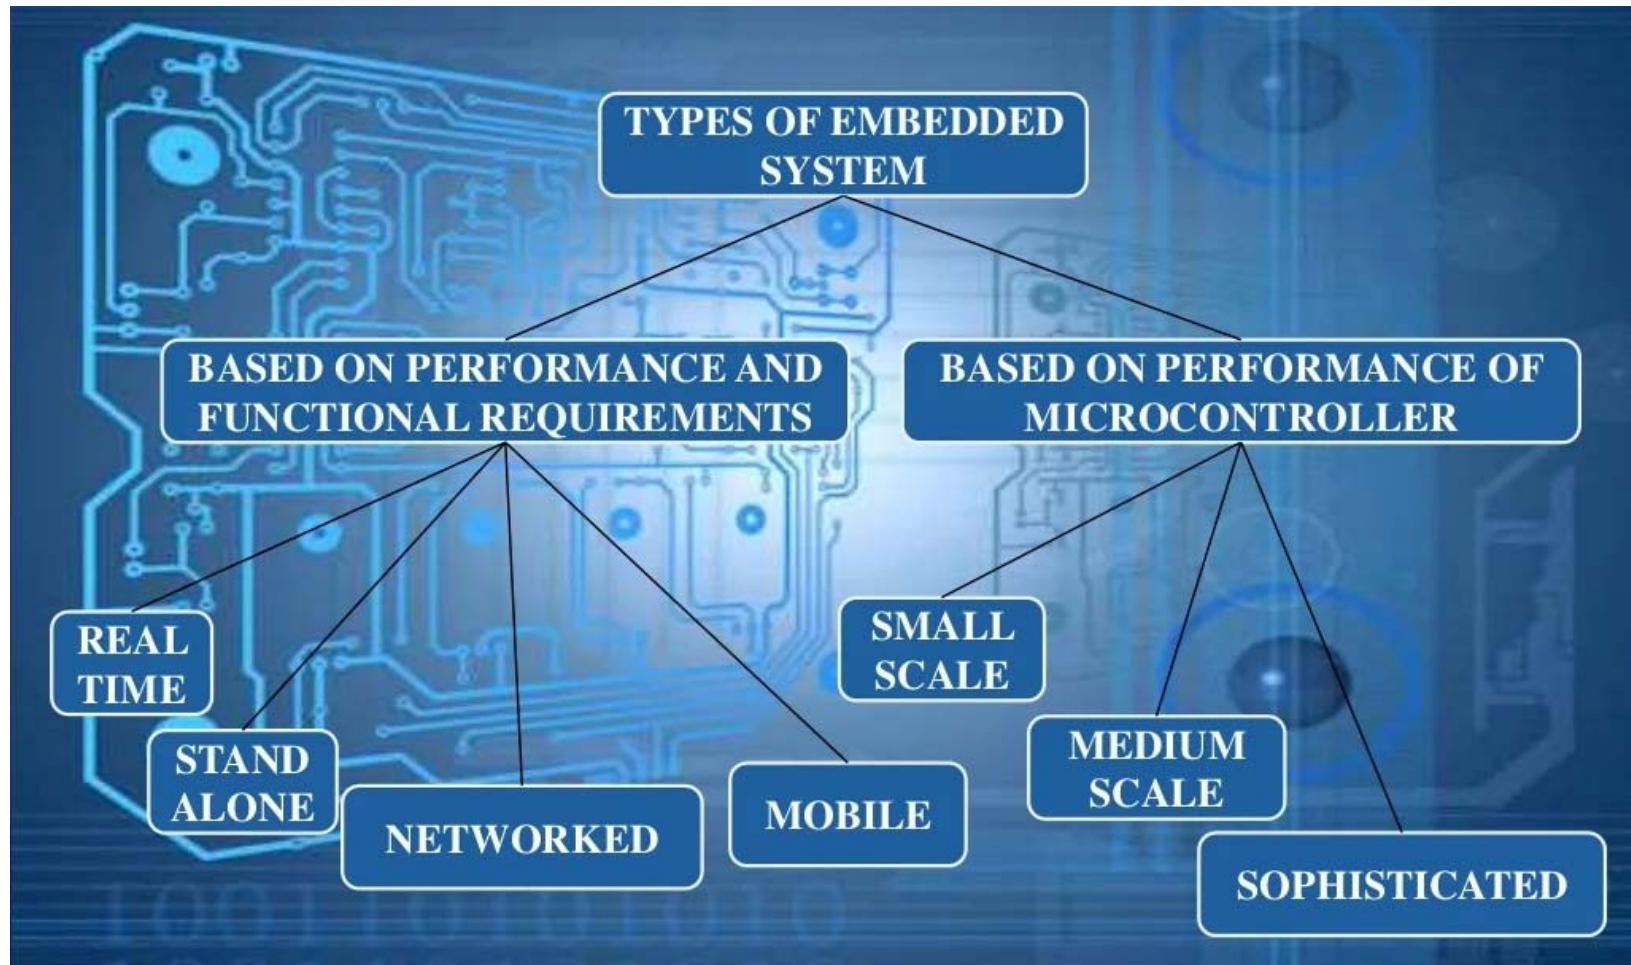 TYPES OF EMBEDDED
SYSTEM
BASED ON PERFORMANCE AND
FUNCTIONAL REQUIREMENTS
BASED ON PERFORMANCE OF
MICROCONTROLLER
REAL
TIME
STAND
ALONE
NETWORKED
MOBILE
SMALL
SCALE
MEDIUM
SCALE
SOPHISTICATED